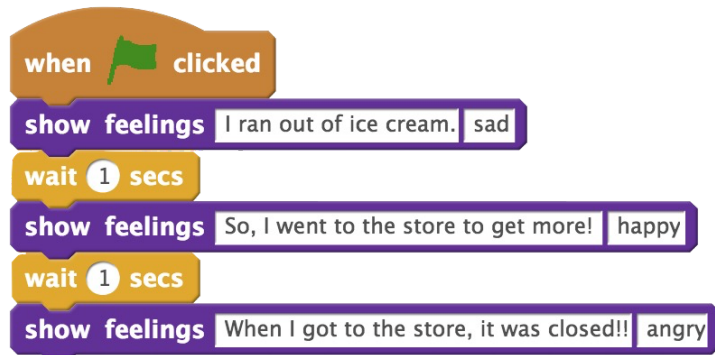 when clicked
show feelings I ran out of ice cream. sad
wait 1 secs
show feelings So, I went to the store to get more! happy
wait 1 secs
show feelings When I got to the store, it was closed!! angry